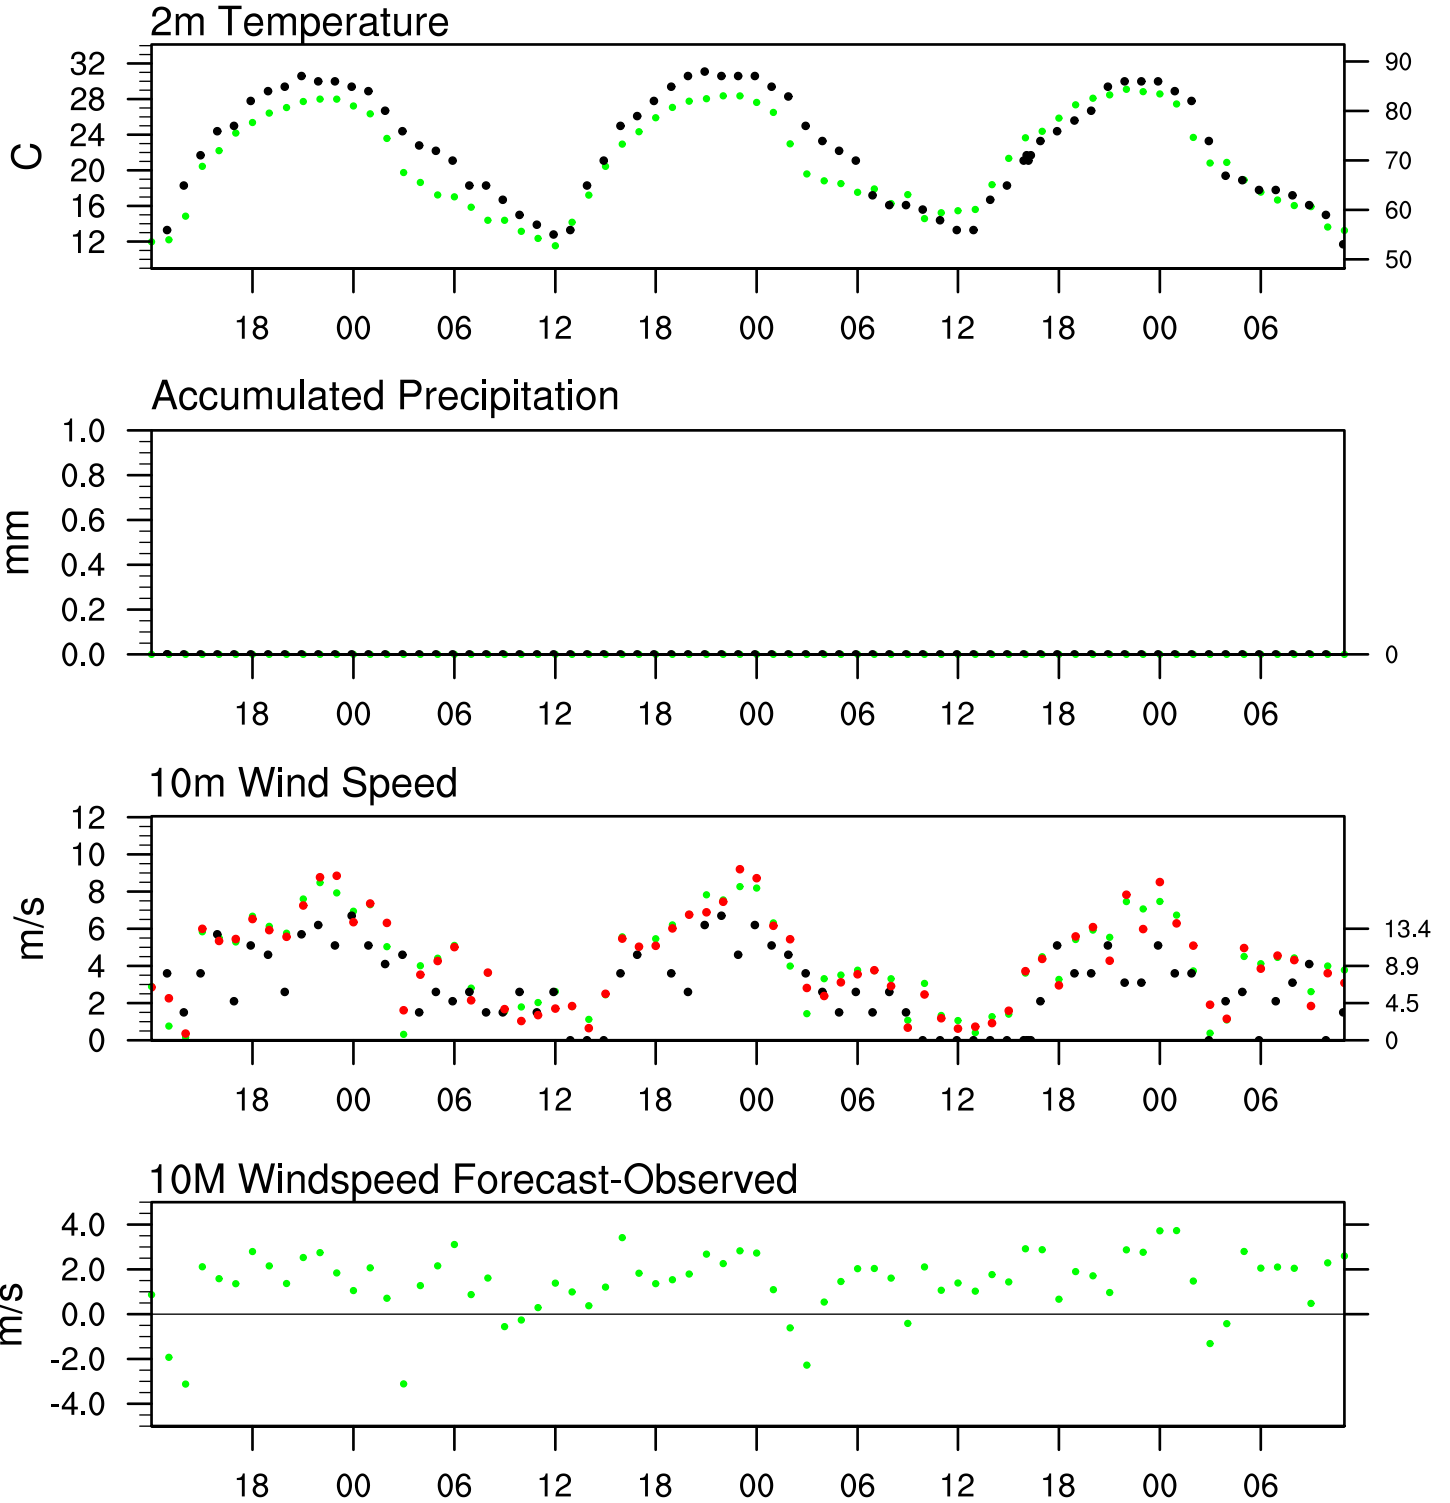 2m Temperature
32
28
24
20
16
12
C
90
80
70
60
50
18 00 06 12 18 00 06 12 18 00 06
Accumulated Precipitation
1.0
0.8
0.6
0.4
0.2
0.0
mm
0
18 00 06 12 18 00 06 12 18 00 06
10m Wind Speed
12
10
8
6
4
2
0
m/s
13.4
8.9
4.5
0
18 00 06 12 18 00 06 12 18 00 06
10M Windspeed Forecast-Observed
4.0
2.0
0.0
-2.0
-4.0
m/s
18 00 06 12 18 00 06 12 18 00 06